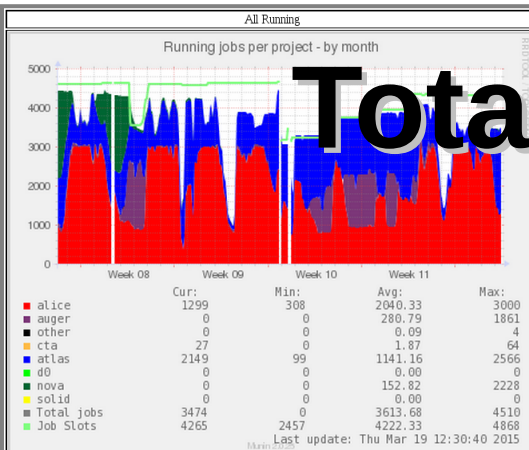 All Running
Running jobs per project - by month
Tota
5000
4000
3000
2000
1000
0
Week 08 Week 09 Week 10 Week 11
Cur: Min: Avg: Max:
alice 1299 308 2040.33 3000
auger 0 0 280.79 1861
other 0 0 0.09 4
cta 27 0 1.87 64
atlas 2149 99 1141.16 2566
d0 0 0 0.00 0
nova 0 0 152.82 2228
solid 0 0 0.00 0
Total jobs 3474 0 3613.68 4510
Job Slots 4265 2457 4222.33 4868
Last update: Thu Mar 19 12:30:40 2015